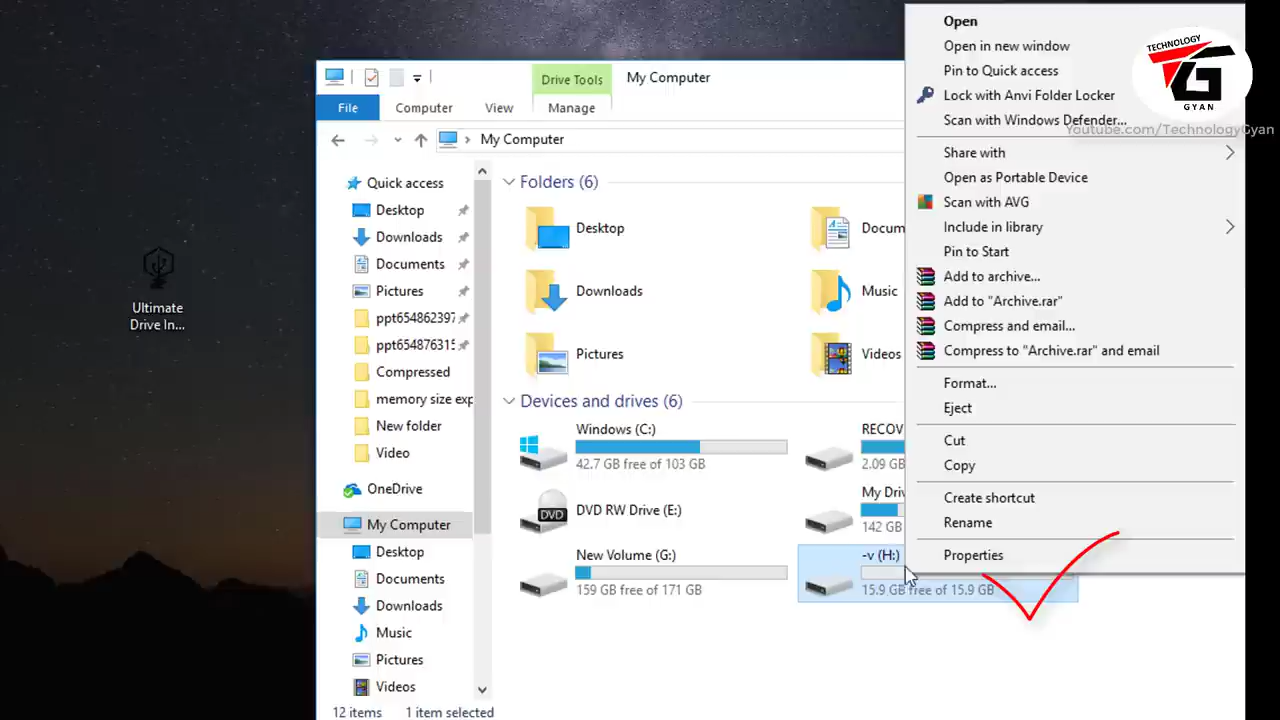 Ultimate
Drive In...
Drive Tools
My Computer
File
Computer
View
Manage
My Computer
Quick access
Desktop
Downloads
Documents
Pictures
ppt654862397
ppt654876315
Compressed
memory size exp
New folder
Video
OneDrive
My Computer
Desktop
Documents
Downloads
Music
Pictures
Videos
12 items
1 item selected
Folders (6)
Desktop
Docum
Downloads
Music
Pictures
Videos
Devices and drives (6)
Windows (C:)
42.7 GB free of 103 GB
RECOV
2.09 GB
DVD
DVD RW Drive (E:)
My Driv
142 GB
New Volume (G:)
159 GB free of 171 GB
-v (H:)
15.9 GB free of 15.9 GB
Open
Open in new window
Pin to Quick access
Lock with Anvi Folder Locker
Scan with Windows Defender...
Share with
Open as Portable Device
Scan with AVG
Include in library
Pin to Start
Add to archive...
Add to "Archive.rar"
Compress and email...
Compress to "Archive.rar" and email
Format...
Eject
Cut
Copy
Create shortcut
Rename
Properties
TECHNOLOGY
TG
GYAN
Youtube.com/TechnologyGyan